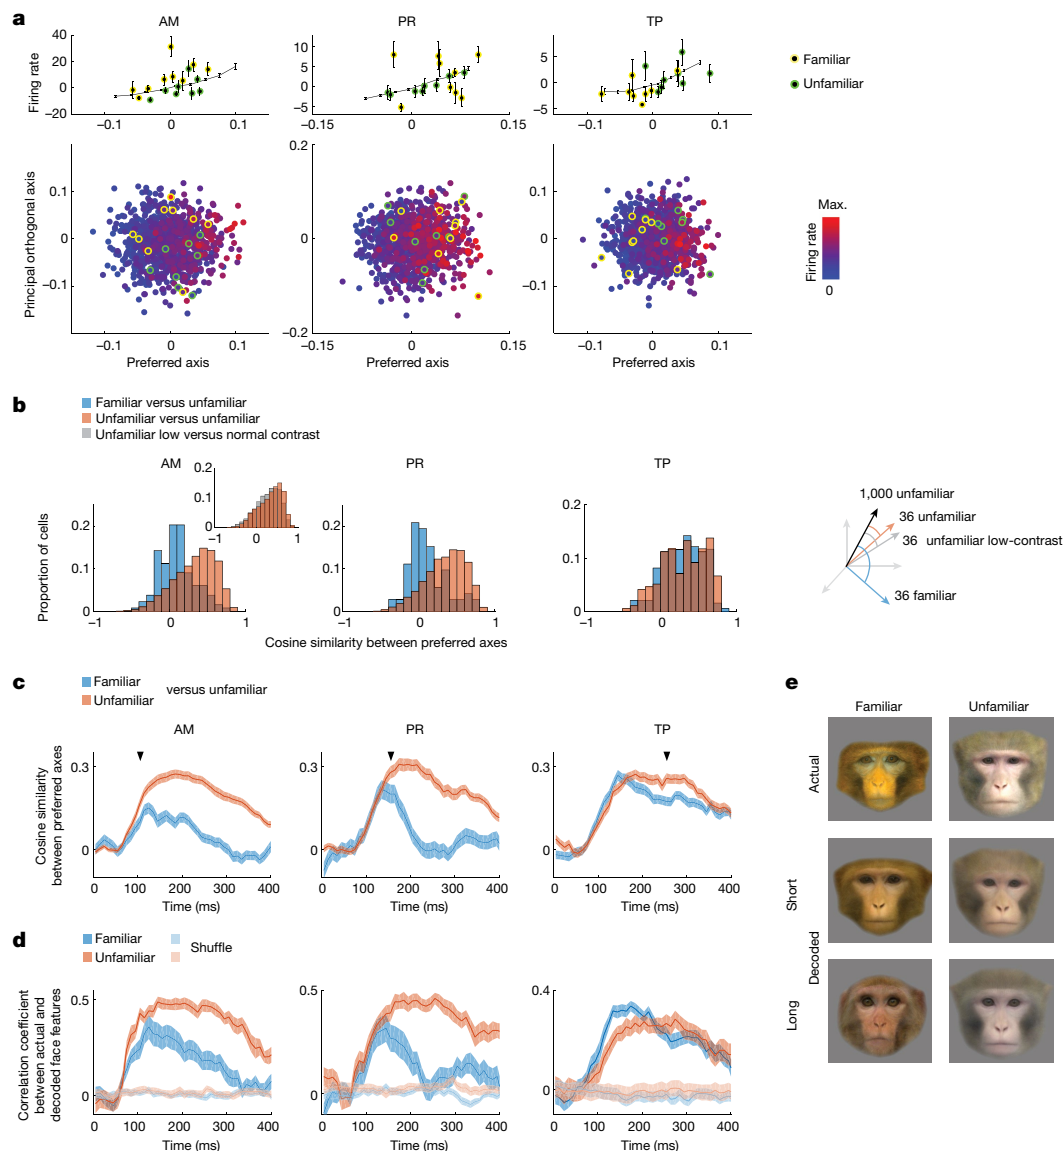 a
AM
PR
TP
Firing rate
40
20
0
−20
−0.1
0
0.1
10
5
0
−5
−0.15
0
0.15
5
0
−5
−0.1
0
0.1
Familiar
Unfamiliar
Principal orthogonal axis
0.1
0
−0.1
−0.1
0
0.1
Preferred axis
0.2
0
−0.2
−0.15
0
0.15
Preferred axis
0.1
0
−0.1
−0.1
0
0.1
Preferred axis
Max.
Firing rate
0
b
Familiar versus unfamiliar
Unfamiliar versus unfamiliar
Unfamiliar low versus normal contrast
AM
PR
TP
Proportion of cells
0.2
0.1
0
−1
0
1
0.2
0.1
0
−1
0
1
0.2
0.1
0
−1
0
1
0.2
0.1
0
−1
0
1
Cosine similarity between preferred axes
1,000 unfamiliar
36 unfamiliar
36 unfamiliar low-contrast
36 familiar
c
Familiar
Unfamiliar
versus unfamiliar
AM
PR
TP
Cosine similarity
between preferred axes
0.3
0
0
100
200
300
400
Time (ms)
0.3
0
0
100
200
300
400
Time (ms)
0.3
0
0
100
200
300
400
Time (ms)
d
Familiar
Unfamiliar
Shuffle
Correlation coefficient
between actual and
decoded face features
0.5
0
0
100
200
300
400
Time (ms)
0.5
0
0
100
200
300
400
Time (ms)
0.4
0
0
100
200
300
400
Time (ms)
e
Familiar
Unfamiliar
Actual
Decoded
Short
Long